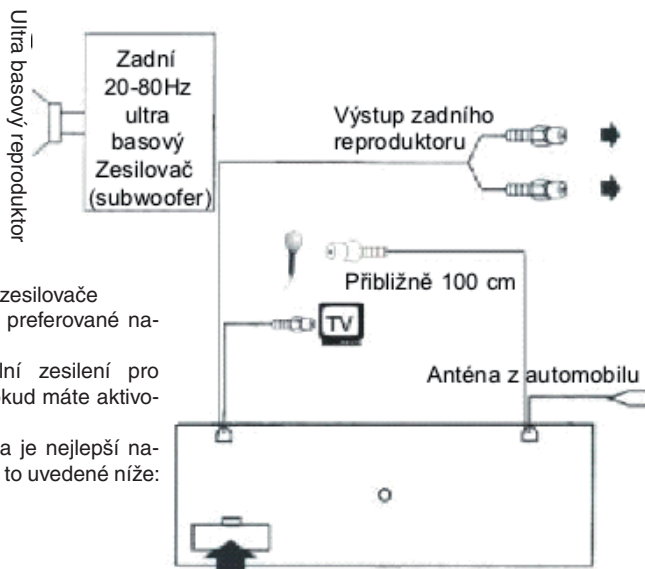 Ultra basový reproduktor
Zadní
20-80Hz
ultra
basový
Zesilovač
(subwoofer)
Výstup zadního
reproduktoru
Přibližně 100 cm
TV
Anténa z automobilu
zesilovače
preferované na-
lní zesílení pro
kud máte aktivo-
a je nejlepší na-
to uvedené níže: